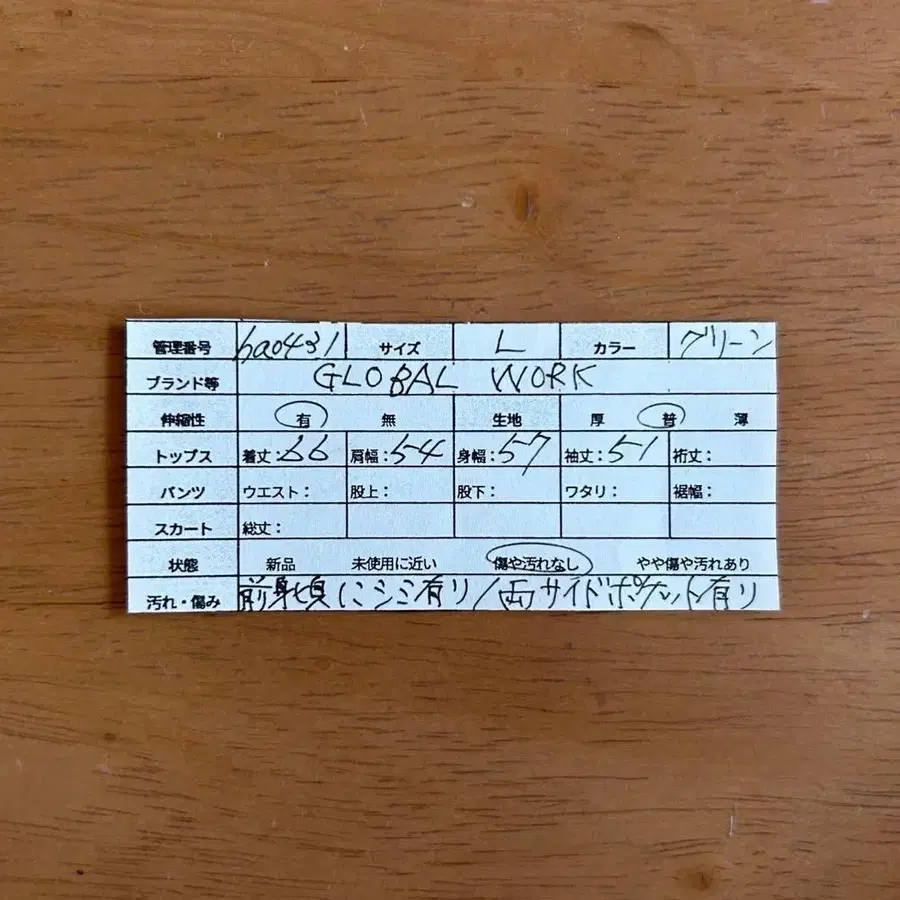 管理番号 ha0431 サイズ L カラー グリーン
ブランド等 GLOBAL WORK
伸縮性 有 無 生地 厚 普 薄
トップス 着丈：66 肩幅：54 身幅：57 袖丈：51 裄丈：
パンツ ウエスト： 股上： 股下： ワタリ： 裾幅：
スカート 総丈：
状態 新品 未使用に近い 傷や汚れなし やや傷や汚れあり
汚れ・傷み 前身頃にシミ有り/両サイドポケット有り